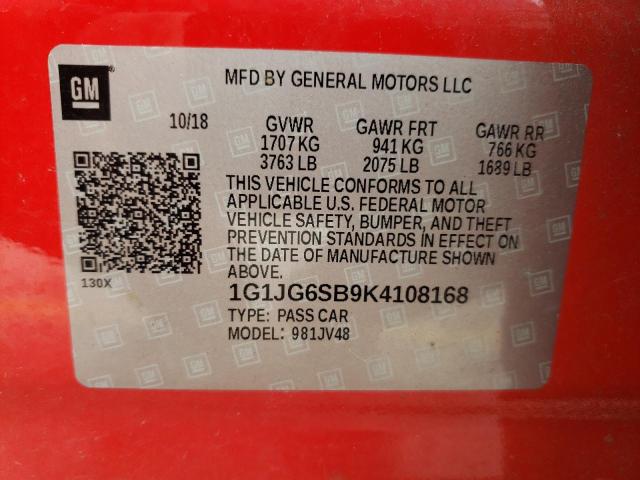 GM
MFD BY GENERAL MOTORS LLC
10/18 GVWR GAWR FRT GAWR RR
1707 KG 941 KG 766 KG
3763 LB 2075 LB 1689 LB
THIS VEHICLE CONFORMS TO ALL
APPLICABLE U.S. FEDERAL MOTOR
VEHICLE SAFETY, BUMPER, AND THEFT
PREVENTION STANDARDS IN EFFECT ON
THE DATE OF MANUFACTURE SHOWN
ABOVE.
130X
1G1JG6SB9K4108168
TYPE: PASS CAR
MODEL: 981JV48